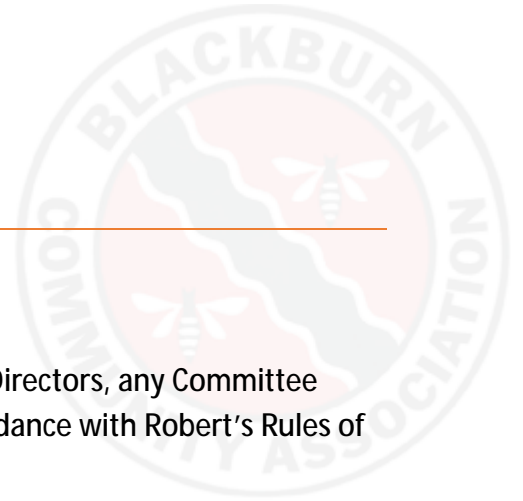 BLACKBURN
COMMUNITY ASSOCIATION
Directors, any Committee
dance with Robert's Rules of